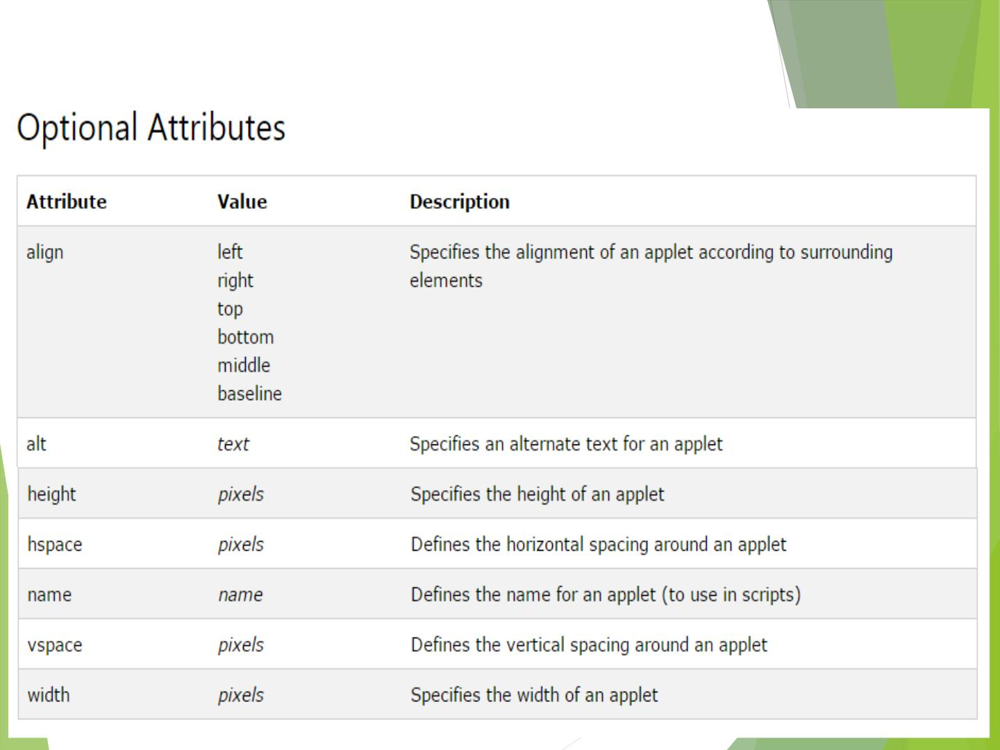 Optional Attributes
Attribute Value Description
align left Specifies the alignment of an applet according to surrounding
right elements
top
bottom
middle
baseline
alt text Specifies an alternate text for an applet
height pixels Specifies the height of an applet
hspace pixels Defines the horizontal spacing around an applet
name name Defines the name for an applet (to use in scripts)
vspace pixels Defines the vertical spacing around an applet
width pixels Specifies the width of an applet